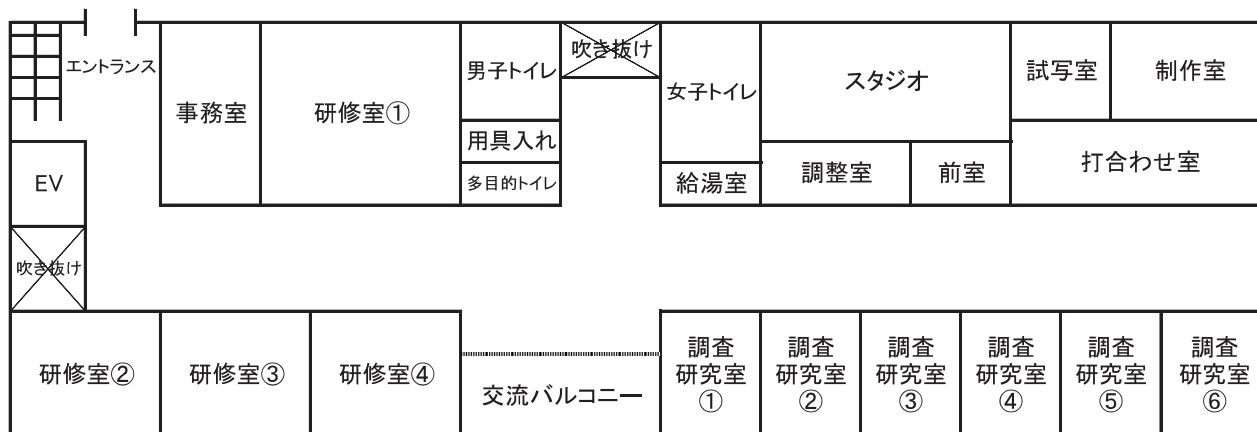 エントランス
事務室
研修室①
男子トイレ
用具入れ
多目的トイレ
吹き抜け
女子トイレ
給湯室
スタジオ
調整室
前室
試写室
制作室
打合わせ室
EV
吹き抜け
研修室②
研修室③
研修室④
交流バルコニー
調査
研究室
①
調査
研究室
②
調査
研究室
③
調査
研究室
④
調査
研究室
⑤
調査
研究室
⑥